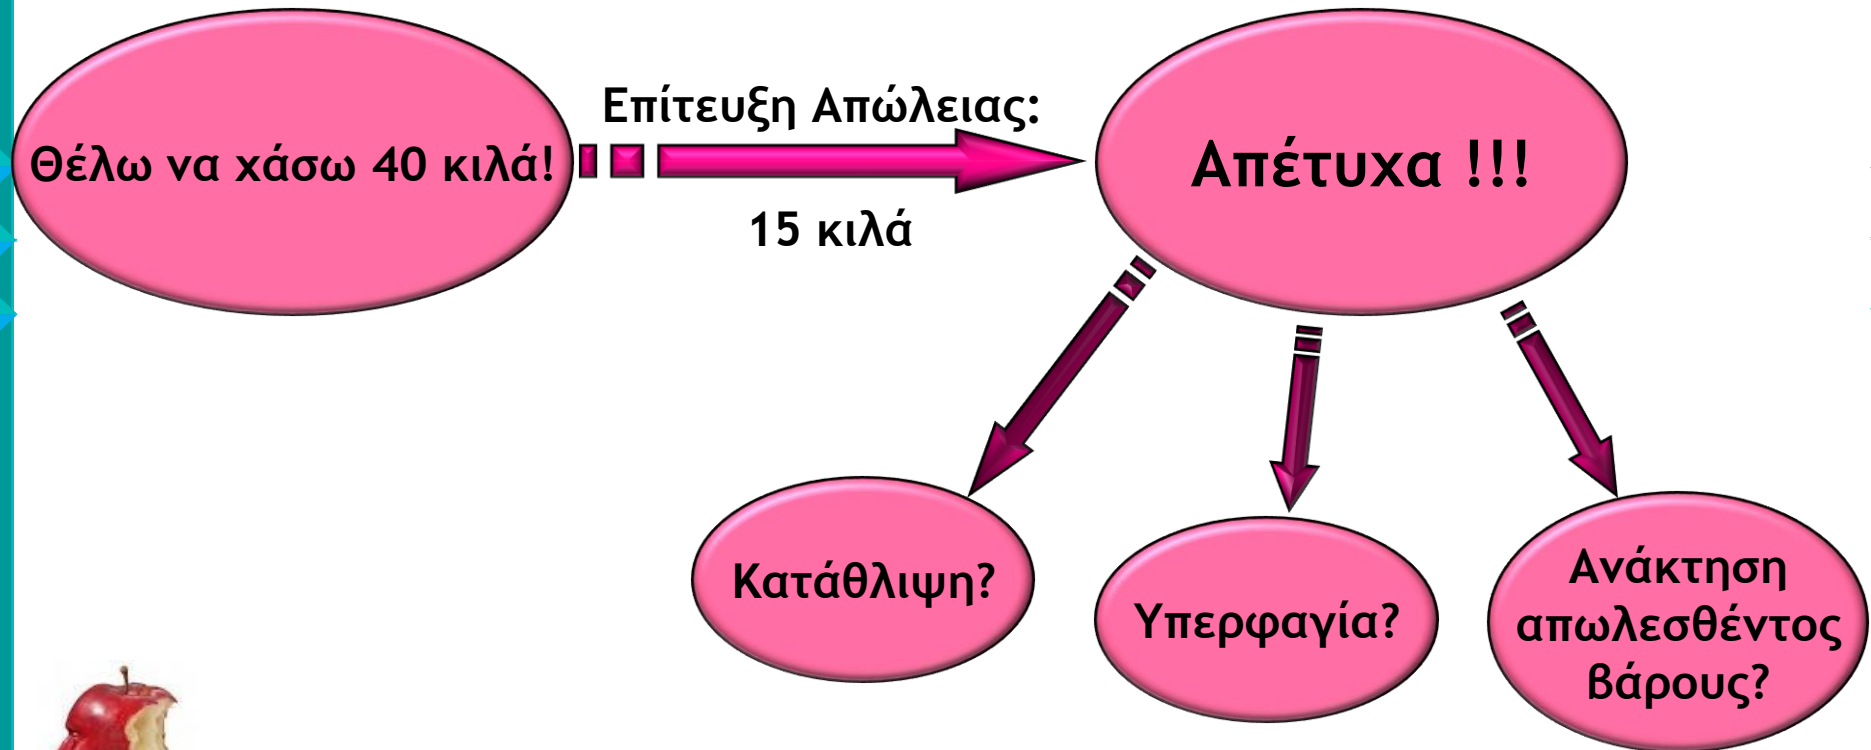 Θέλω να χάσω 40 κιλά!
Επίτευξη Απώλειας:
15 κιλά
Απέτυχα !!!
Κατάθλιψη?
Υπερφαγία?
Ανάκτηση
απωλεσθέντος
βάρους?